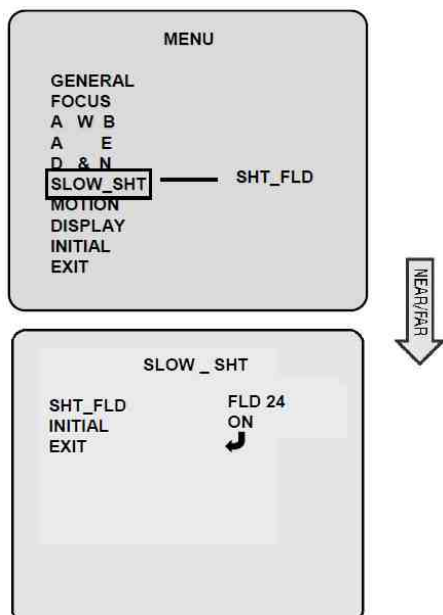 MENU
GENERAL
FOCUS
A W B
A E
D & N
SLOW_SHT SHT_FLD
MOTION
DISPLAY
INITIAL
EXIT
NEAR/FAR
SLOW _ SHT
SHT_FLD FLD 24
INITIAL ON
EXIT